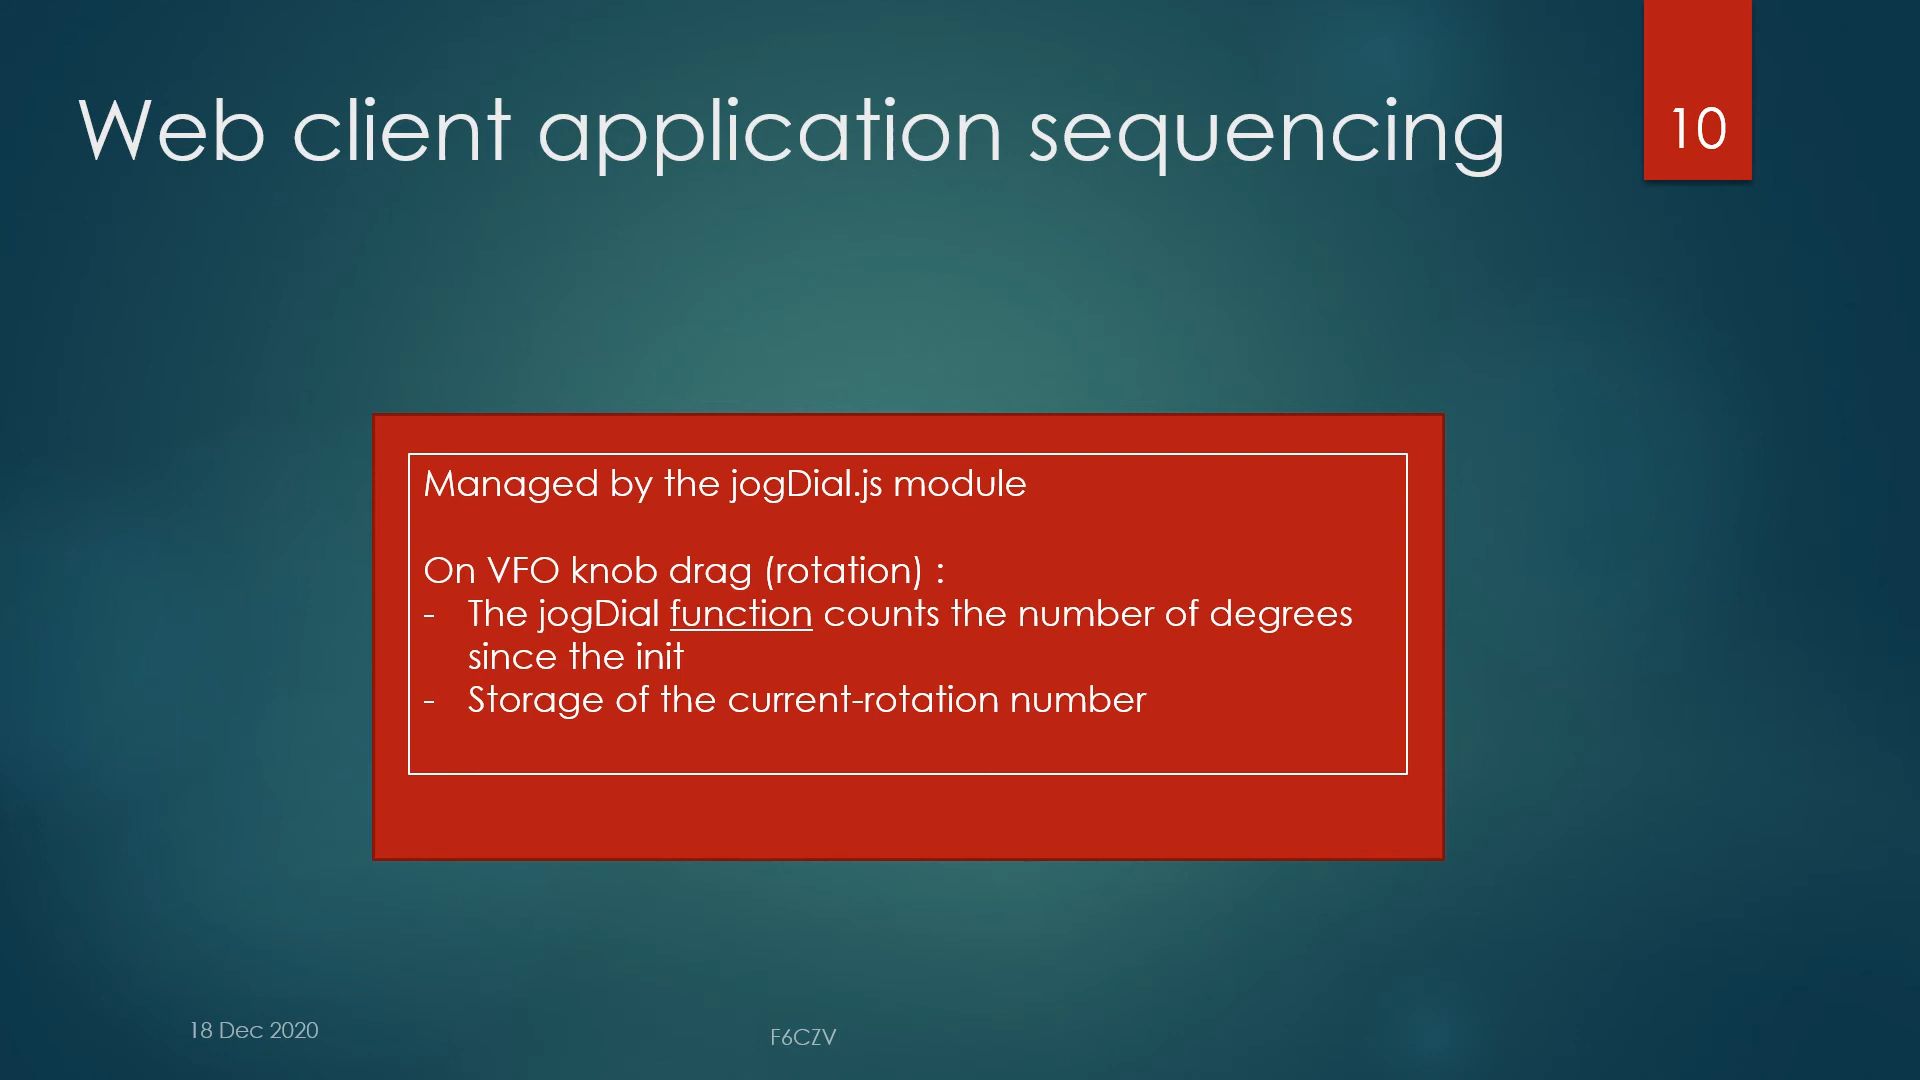 Web client application sequencing
10
Managed by the jogDial.js module
On VFO knob drag (rotation) :
- The jogDial function counts the number of degrees
since the init
- Storage of the current-rotation number
18 Dec 2020
F6CZV